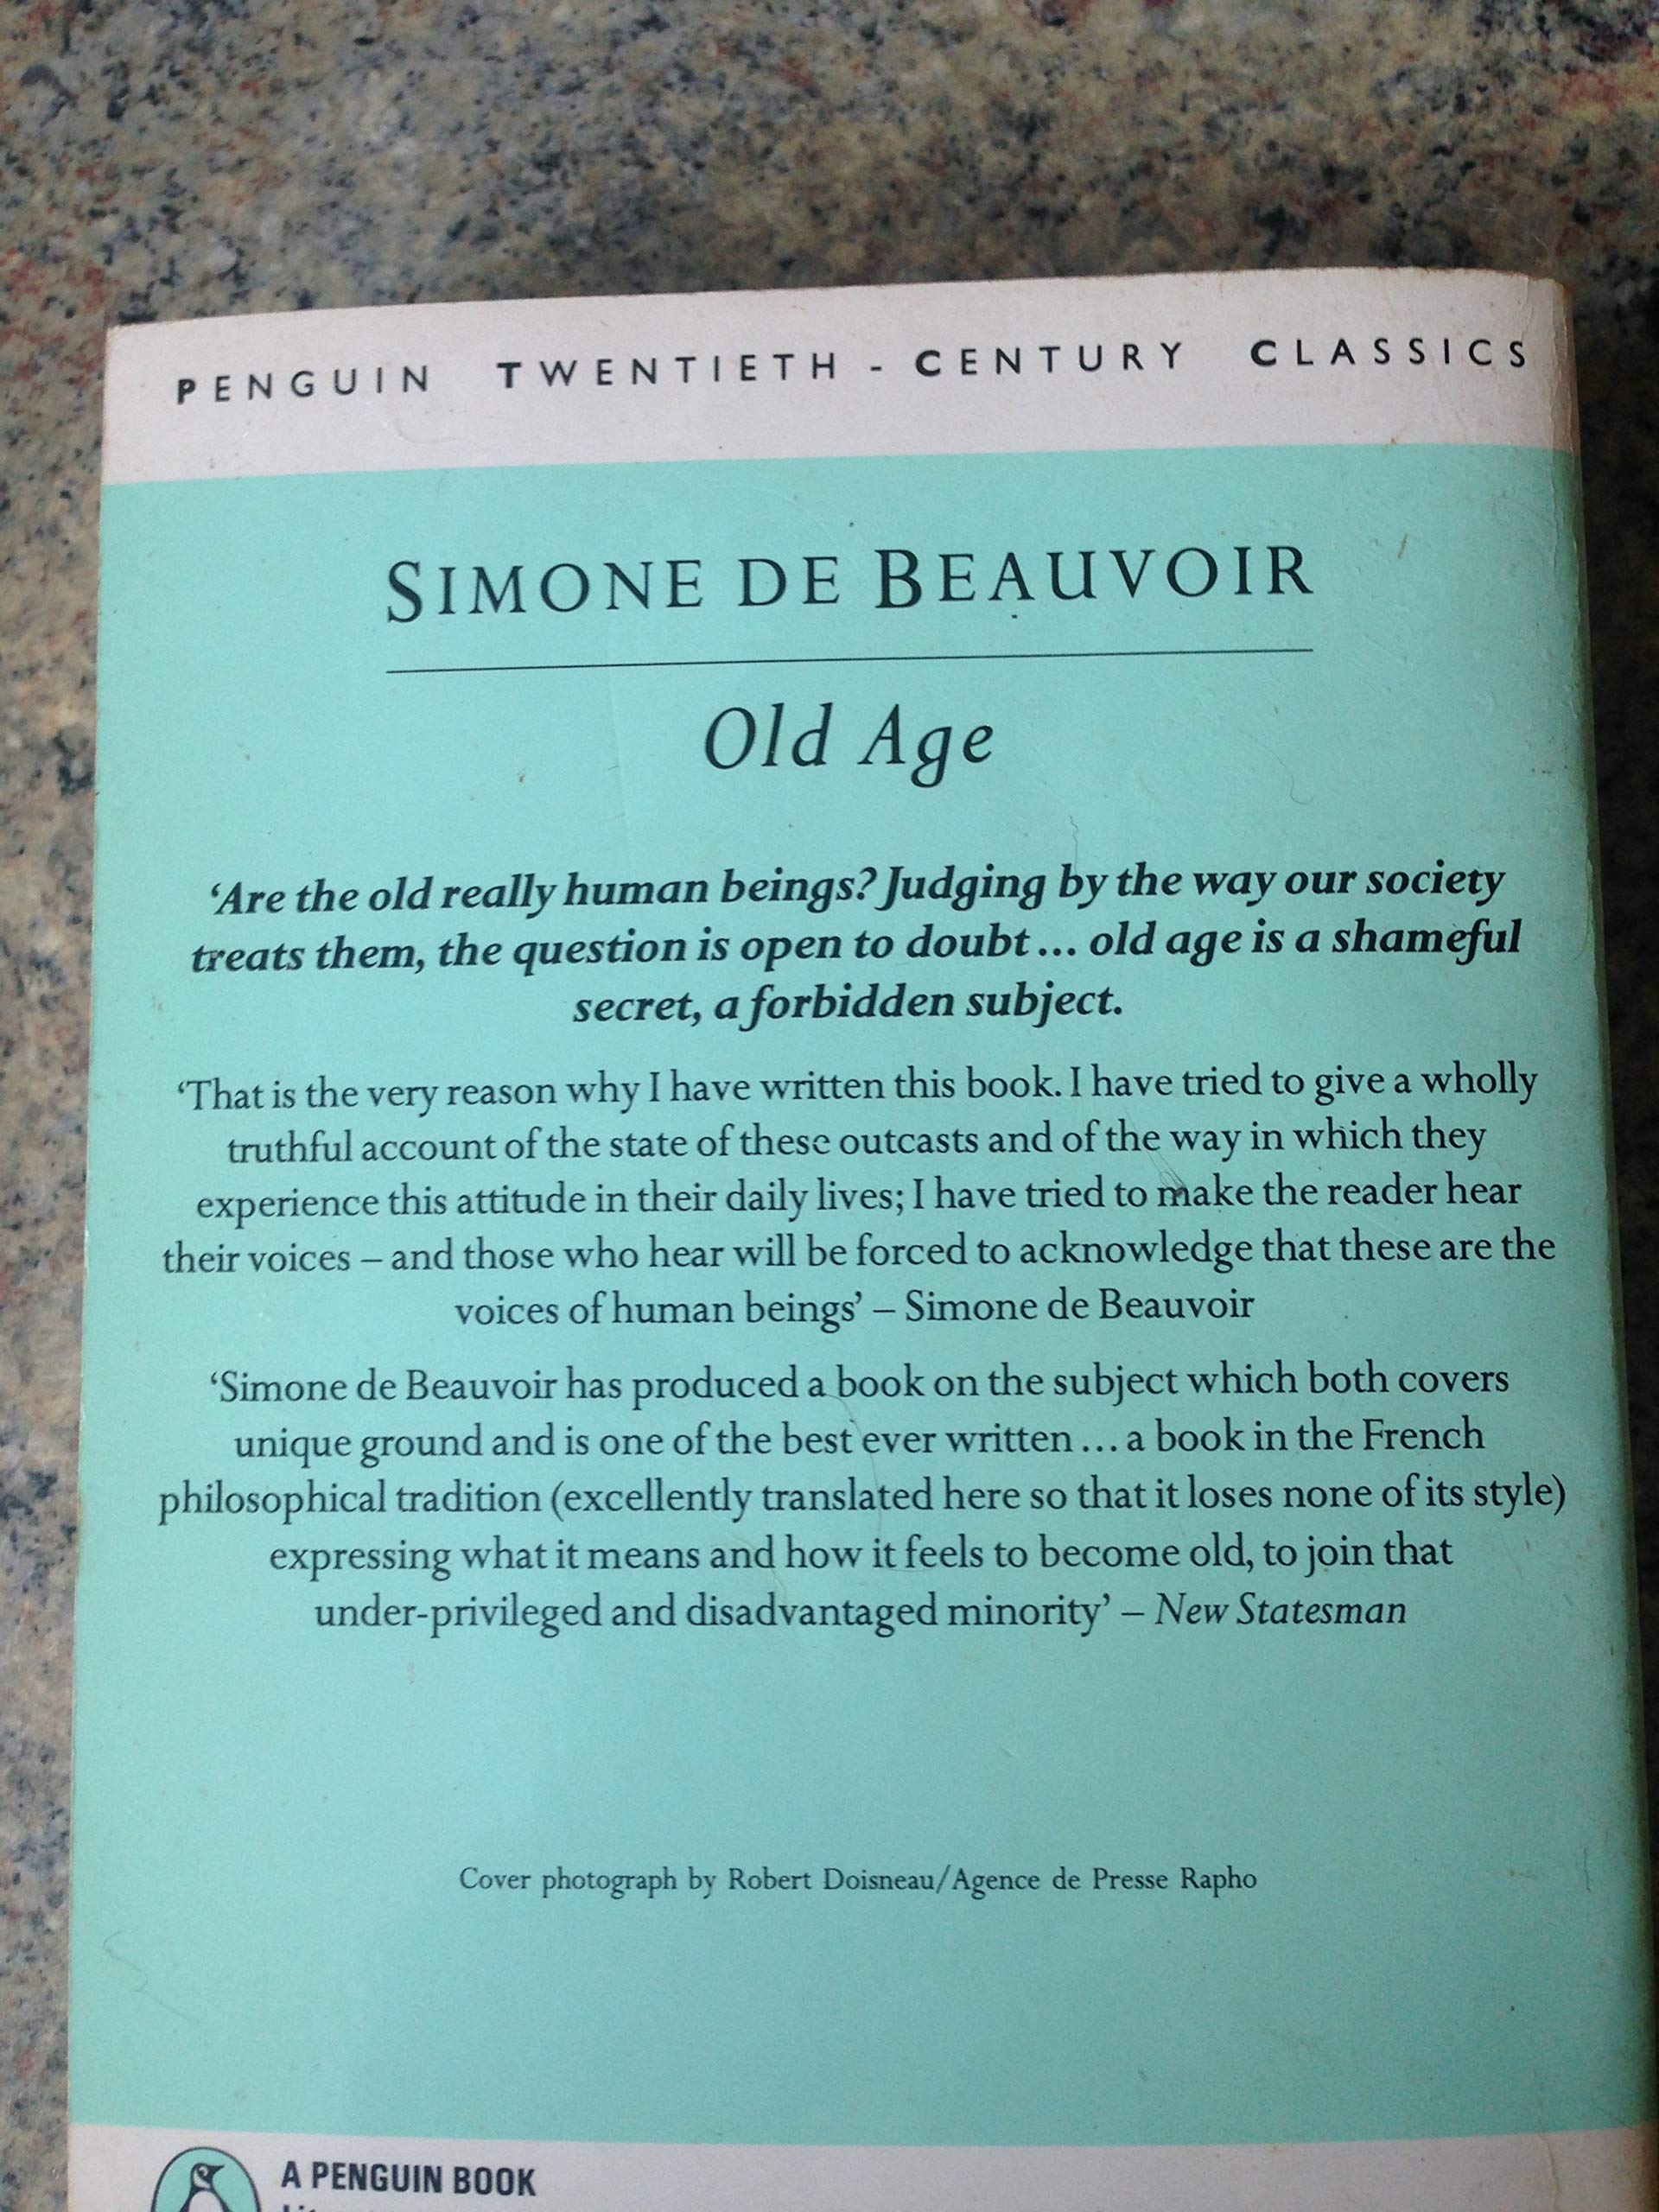 PENGUIN TWENTIETH-CENTURY CLASSICS
SIMONE DE BEAUVOIR
Old Age
‘Are the old really human beings? Judging by the way our society
treats them, the question is open to doubt... old age is a shameful
secret, a forbidden subject.
‘That is the very reason why I have written this book. I have tried to give a wholly
truthful account of the state of these outcasts and of the way in which they
experience this attitude in their daily lives; I have tried to make the reader hear
their voices – and those who hear will be forced to acknowledge that these are the
voices of human beings’ – Simone de Beauvoir
‘Simone de Beauvoir has produced a book on the subject which both covers
unique ground and is one of the best ever written... a book in the French
philosophical tradition (excellently translated here so that it loses none of its style)
expressing what it means and how it feels to become old, to join that
under-privileged and disadvantaged minority’ – New Statesman
Cover photograph by Robert Doisneau/Agence de Presse Rapho
A PENGUIN BOOK